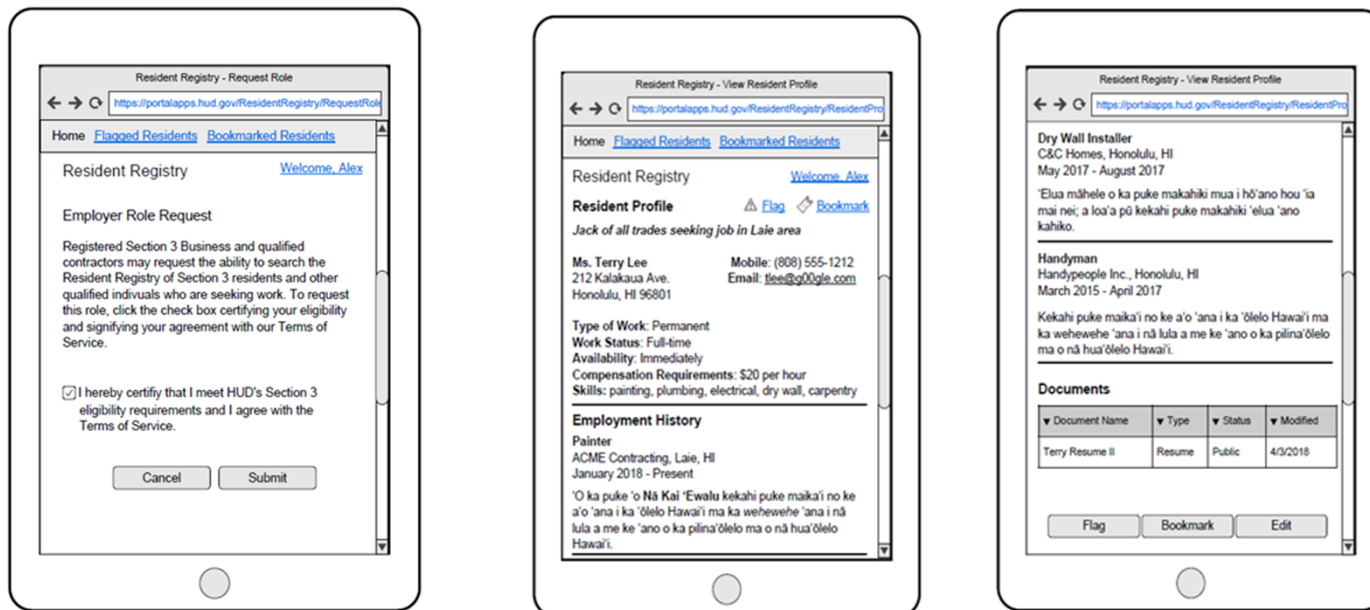 Resident Registry - Request Role
https://portalapps.hud.gov/ResidentRegistry/RequestRole
Home Flagged Residents Bookmarked Residents
Resident Registry Welcome, Alex
Employer Role Request
Registered Section 3 Business and qualified
contractors may request the ability to search the
Resident Registry of Section 3 residents and other
qualified indivuals who are seeking work. To request
this role, click the check box certifying your eligibility
and signifying your agreement with our Terms of
Service.
I hereby certify that I meet HUD's Section 3
eligibility requirements and I agree with the
Terms of Service.
Cancel Submit
Resident Registry - View Resident Profile
https://portalapps.hud.gov/ResidentRegistry/ResidentPro
Home Flagged Residents Bookmarked Residents
Resident Registry Welcome, Alex
Resident Profile Flag Bookmark
Jack of all trades seeking job in Laie area
Ms. Terry Lee Mobile: (808) 555-1212
212 Kalakaua Ave. Email: tlee@g00gle.com
Honolulu, HI 96801
Type of Work: Permanent
Work Status: Full-time
Availability: Immediately
Compensation Requirements: $20 per hour
Skills: painting, plumbing, electrical, dry wall, carpentry
Employment History
Painter
ACME Contracting, Laie, HI
January 2018 - Present
ʻO ka puke ʻo Nā Kai ʻEwalu kekahi puke maikaʻi no ke
aʻo ʻana i ka ʻōlelo Hawaiʻi ma ka wehewehe ʻana i nā
lula a me ke ʻano o ka pilinaʻōlelo ma o nā huaʻōlelo
Hawaiʻi.
Resident Registry - View Resident Profile
https://portalapps.hud.gov/ResidentRegistry/ResidentPro
Dry Wall Installer
C&C Homes, Honolulu, HI
May 2017 - August 2017
ʻElua māhele o ka puke makahiki mua i hōʻano hou ʻia
mai nei; a loaʻa pū kekahi puke makahiki ʻelua ʻano
kahiko.
Handyman
Handypeople Inc., Honolulu, HI
March 2015 - April 2017
Kekahi puke maikaʻi no ke aʻo ʻana i ka ʻōlelo Hawaiʻi ma
ka wehewehe ʻana i nā lula a me ke ʻano o ka pilinaʻōlelo
ma o nā huaʻōlelo Hawaiʻi.
Documents
Document Name Type Status Modified
Terry Resume II Resume Public 4/3/2018
Flag Bookmark Edit